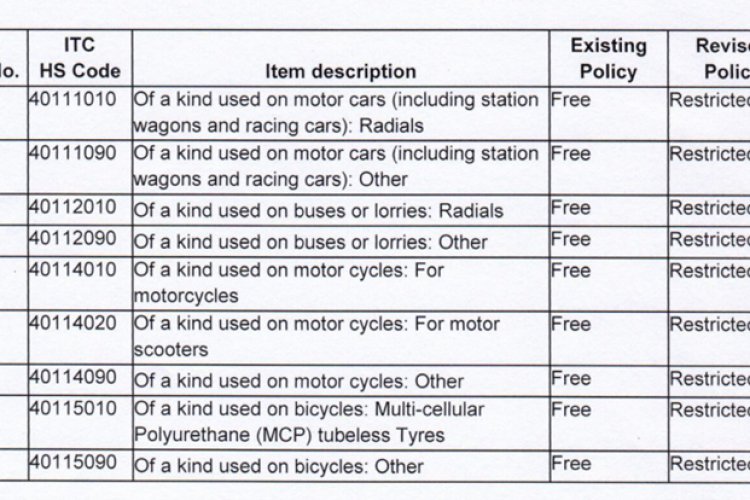 ITC Existing Revise
lo. HS Code Item description Policy Polic
40111010 Of a kind used on motor cars (including station Free Restricted
wagons and racing cars): Radials
40111090 Of a kind used on motor cars (including station Free Restricted
wagons and racing cars): Other
40112010 Of a kind used on buses or lorries: Radials Free Restricted
40112090 Of a kind used on buses or lorries: Other Free Restricted
40114010 Of a kind used on motor cycles: For Free Restricted
motorcycles
40114020 Of a kind used on motor cycles: For motor Free Restricted
scooters
40114090 Of a kind used on motor cycles: Other Free Restricted
40115010 Of a kind used on bicycles: Multi-cellular Free Restricted
Polyurethane (MCP) tubeless Tyres
40115090 Of a kind used on bicycles: Other Free Restricted